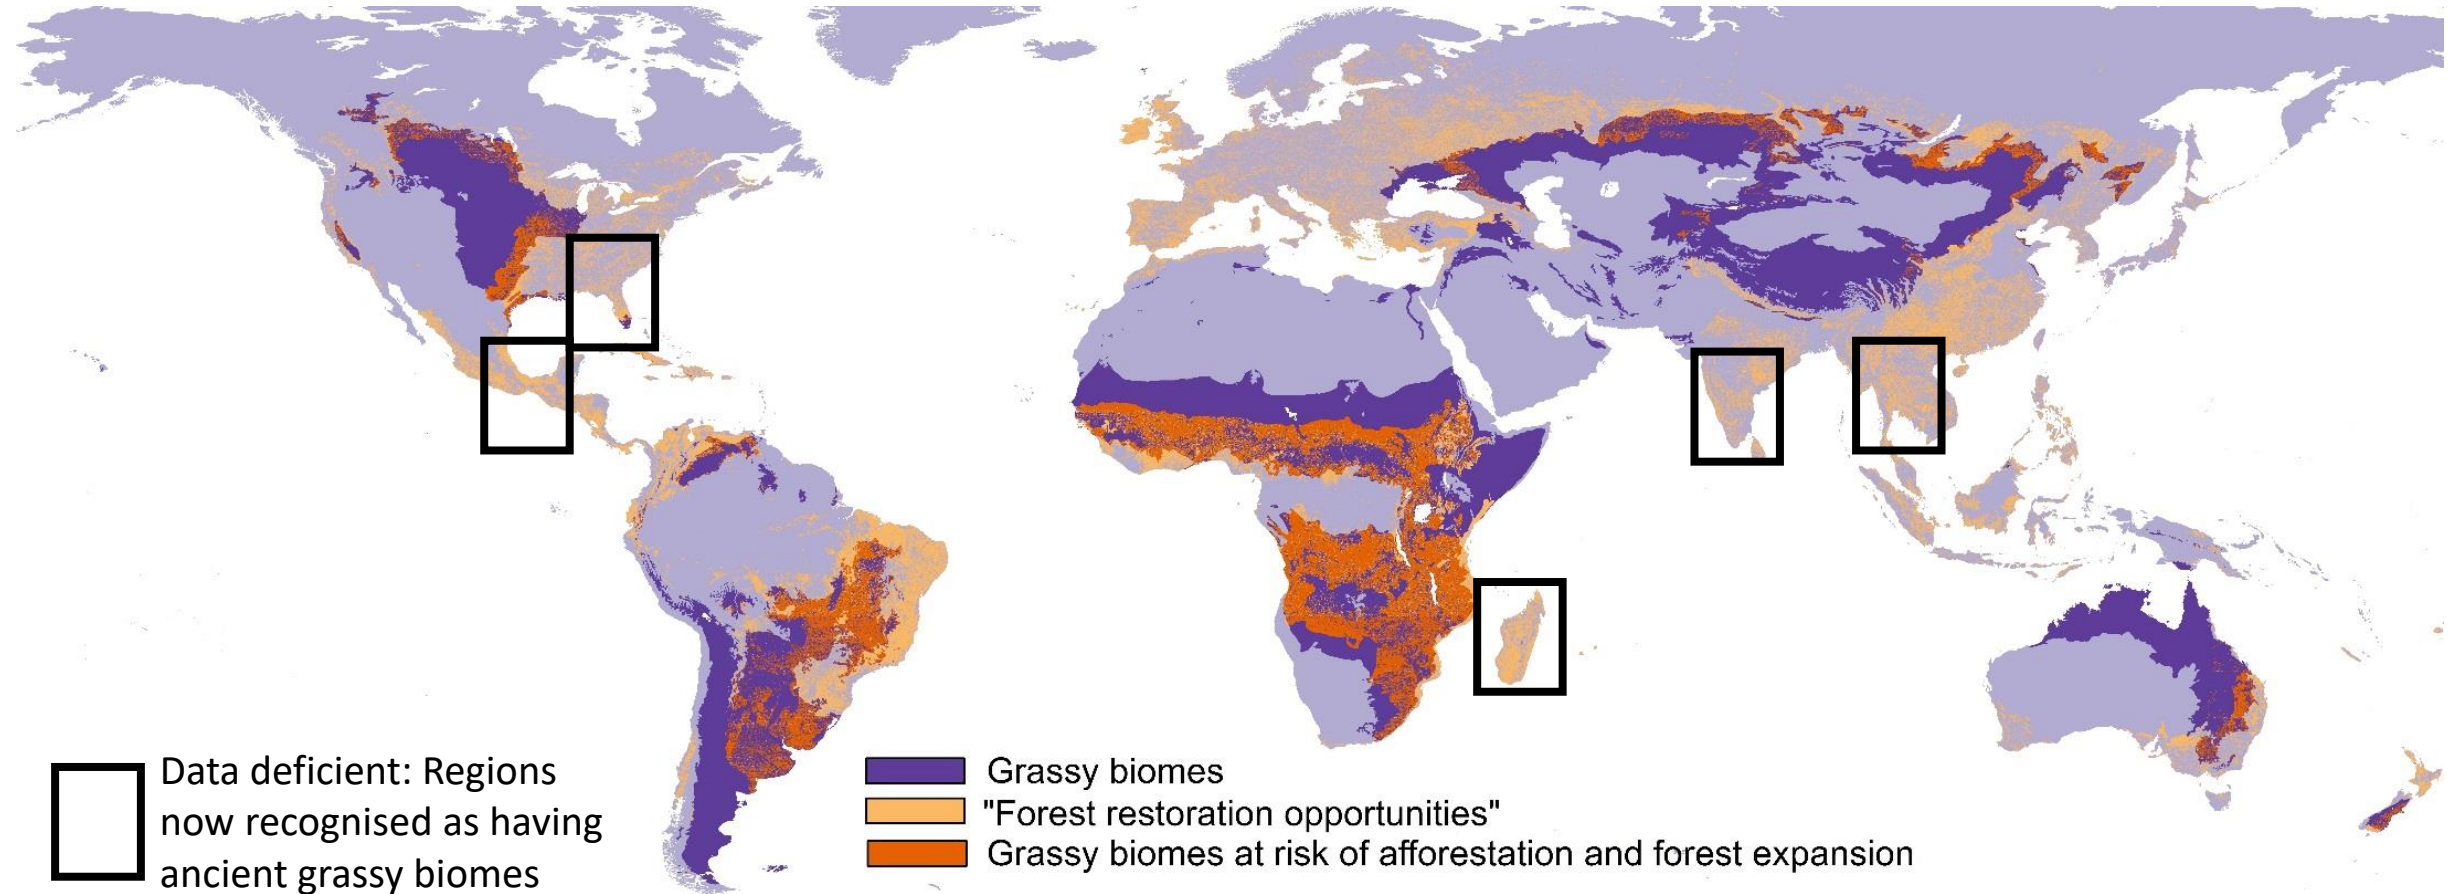 Data deficient: Regions
now recognised as having
ancient grassy biomes
Grassy biomes
"Forest restoration opportunities"
Grassy biomes at risk of afforestation and forest expansion